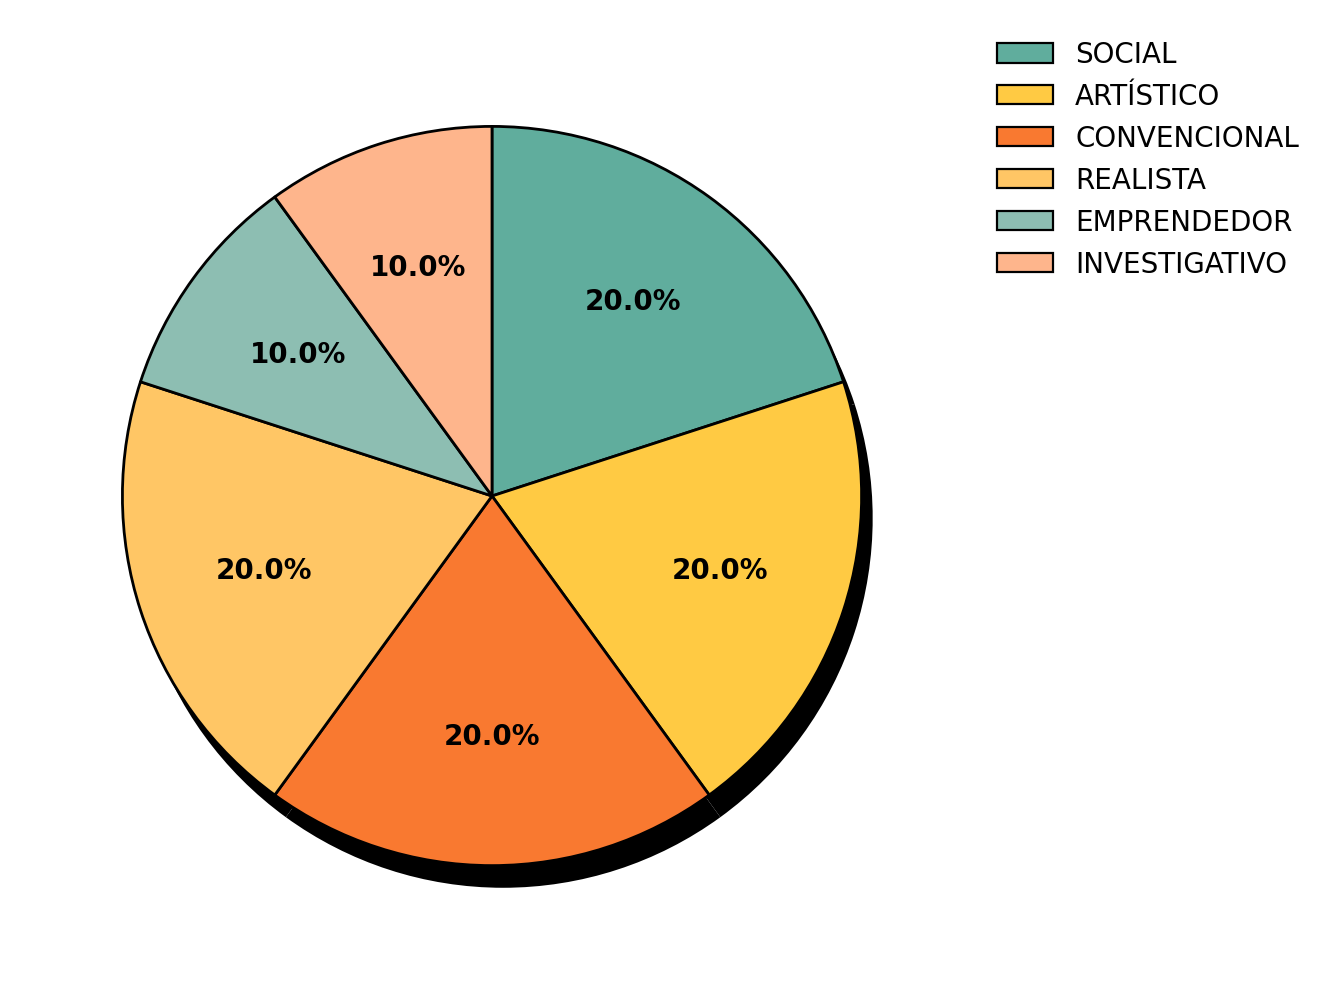 SOCIAL
ARTÍSTICO
CONVENCIONAL
REALISTA
EMPRENDEDOR
INVESTIGATIVO
10.0%
20.0%
10.0%
20.0%
20.0%
20.0%